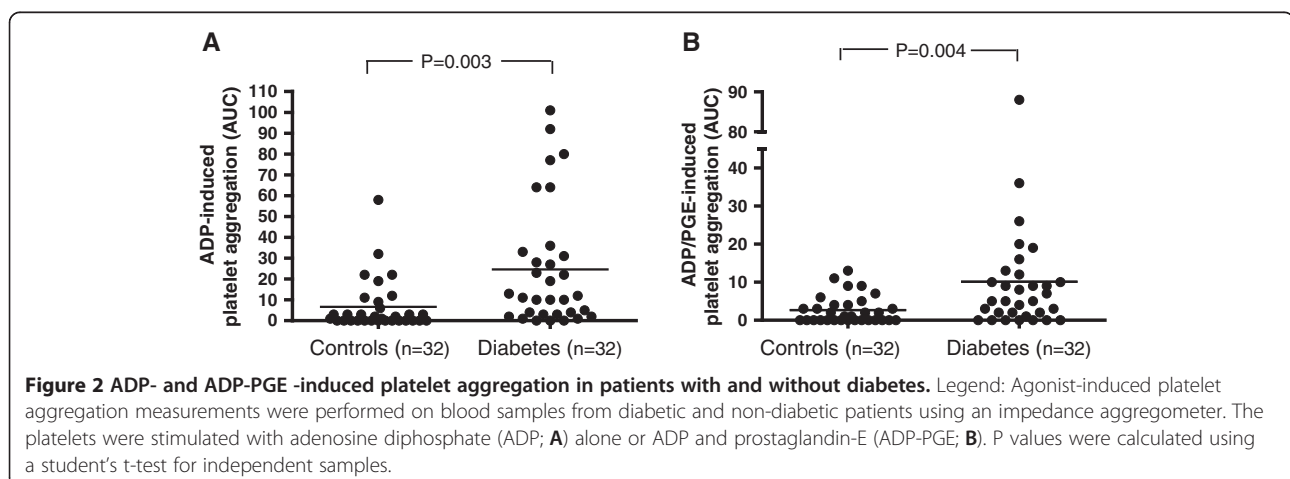 A
P=0.003
ADP-induced
platelet aggregation (AUC)
110
100
90
80
70
60
50
40
30
20
10
0
Controls (n=32)
Diabetes (n=32)
B
P=0.004
ADP/PGE-induced
platelet aggregation (AUC)
90
80
40
30
20
10
0
Controls (n=32)
Diabetes (n=32)
Figure 2 ADP- and ADP-PGE -induced platelet aggregation in patients with and without diabetes. Legend: Agonist-induced platelet
aggregation measurements were performed on blood samples from diabetic and non-diabetic patients using an impedance aggregometer. The
platelets were stimulated with adenosine diphosphate (ADP; A) alone or ADP and prostaglandin-E (ADP-PGE; B). P values were calculated using
a student's t-test for independent samples.